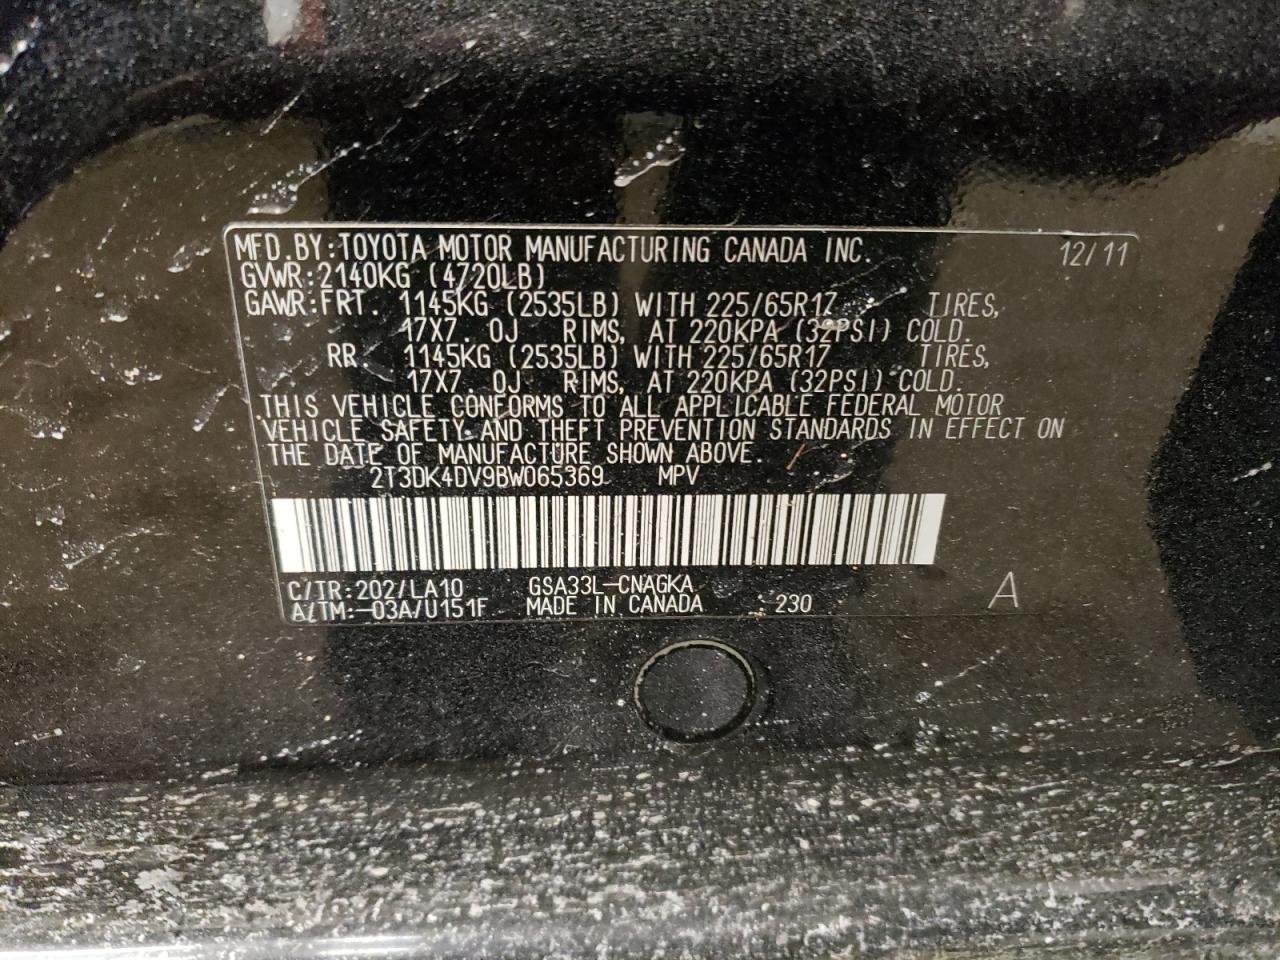 MFD.BY:TOYOTA MOTOR MANUFACTURING CANADA INC. 12/11
GVWR:2140KG (4720LB)
GAWR:FRT. 1145KG (2535LB) WITH 225/65R17 TIRES,
17X7.0J RIMS, AT 220KPA (32PSI) COLD.
RR 1145KG (2535LB) WITH 225/65R17 TIRES,
17X7.0J RIMS, AT 220KPA (32PSI) COLD.
THIS VEHICLE CONFORMS TO ALL APPLICABLE FEDERAL MOTOR
VEHICLE SAFETY AND THEFT PREVENTION STANDARDS IN EFFECT ON
THE DATE OF MANUFACTURE SHOWN ABOVE.
2T3DK4DV9BW065369 MPV
C/TR:202/LA10 GSA33L-CNAGKA
A/TM:-03A/U151F MADE IN CANADA 230 A